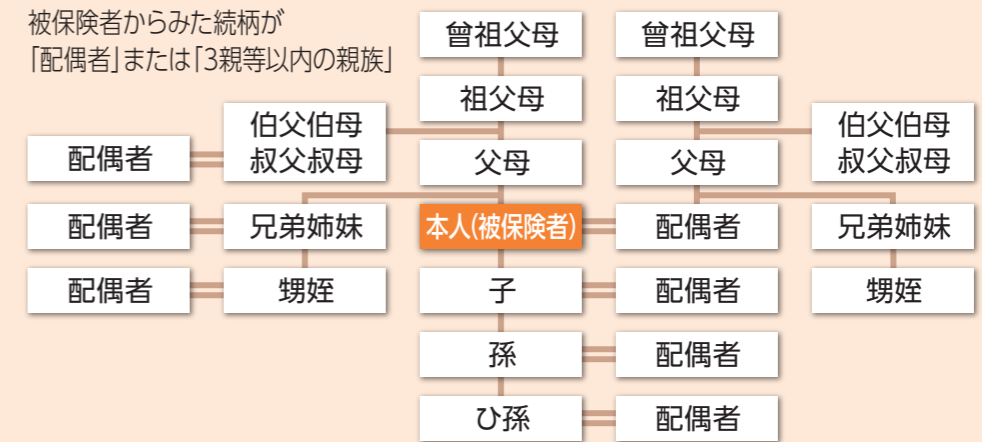 被保険者からみた続柄が
「配偶者」または「3親等以内の親族」
曾祖父母
曾祖父母
祖父母
祖父母
伯父伯母
叔父叔母
伯父伯母
叔父叔母
配偶者
父母
父母
配偶者
兄弟姉妹
本人(被保険者)
配偶者
兄弟姉妹
配偶者
甥姪
子
配偶者
甥姪
孫
配偶者
ひ孫
配偶者